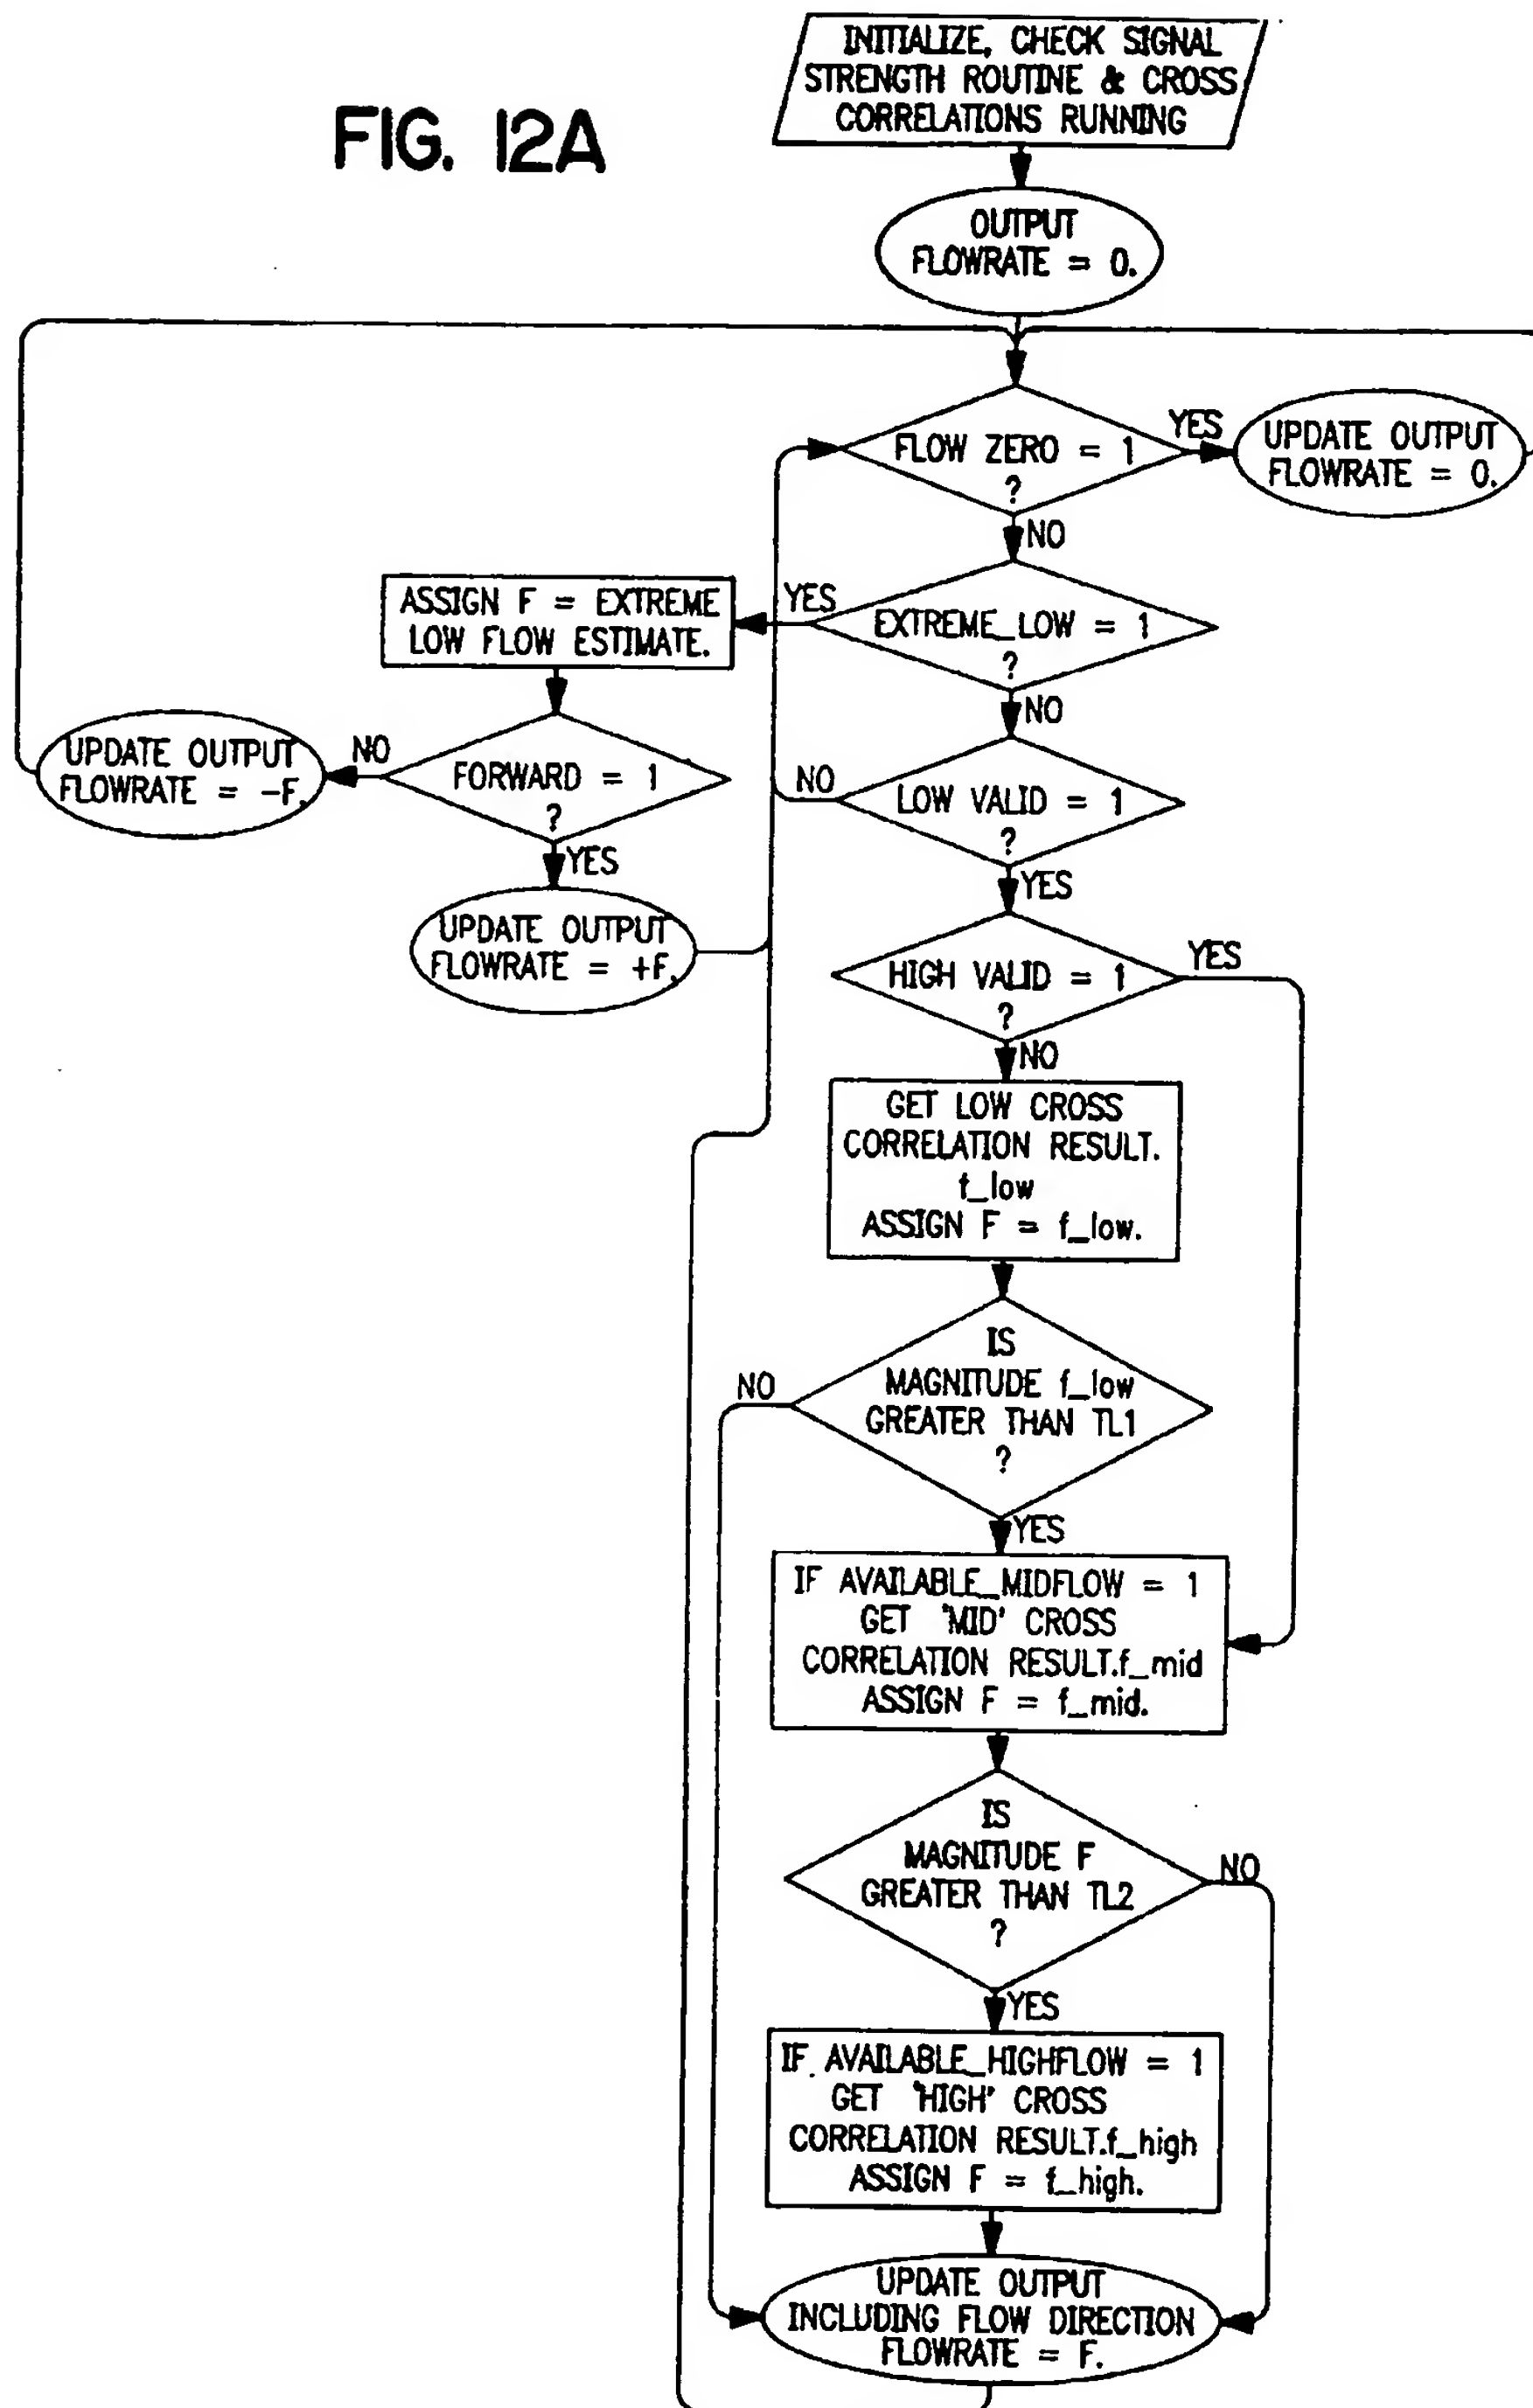 FIG. 12A
INITIALIZE, CHECK SIGNAL
STRENGTH ROUTINE & CROSS
CORRELATIONS RUNNING
OUTPUT
FLOWRATE = 0.
FLOW ZERO = 1
?
YES
UPDATE OUTPUT
FLOWRATE = 0.
NO
EXTREME_LOW = 1
?
YES
ASSIGN F = EXTREME
LOW FLOW ESTIMATE.
FORWARD = 1
?
NO
UPDATE OUTPUT
FLOWRATE = -F.
YES
UPDATE OUTPUT
FLOWRATE = +F.
NO
LOW VALID = 1
?
NO
YES
HIGH VALID = 1
?
YES
NO
GET LOW CROSS
CORRELATION RESULT.
f_low
ASSIGN F = f_low.
IS
MAGNITUDE f_low
GREATER THAN TL1
?
NO
YES
IF AVAILABLE_MIDFLOW = 1
GET 'MID' CROSS
CORRELATION RESULT.f_mid
ASSIGN F = f_mid.
IS
MAGNITUDE F
GREATER THAN TL2
?
NO
YES
IF AVAILABLE_HIGHFLOW = 1
GET 'HIGH' CROSS
CORRELATION RESULT.f_high
ASSIGN F = f_high.
UPDATE OUTPUT
INCLUDING FLOW DIRECTION
FLOWRATE = F.